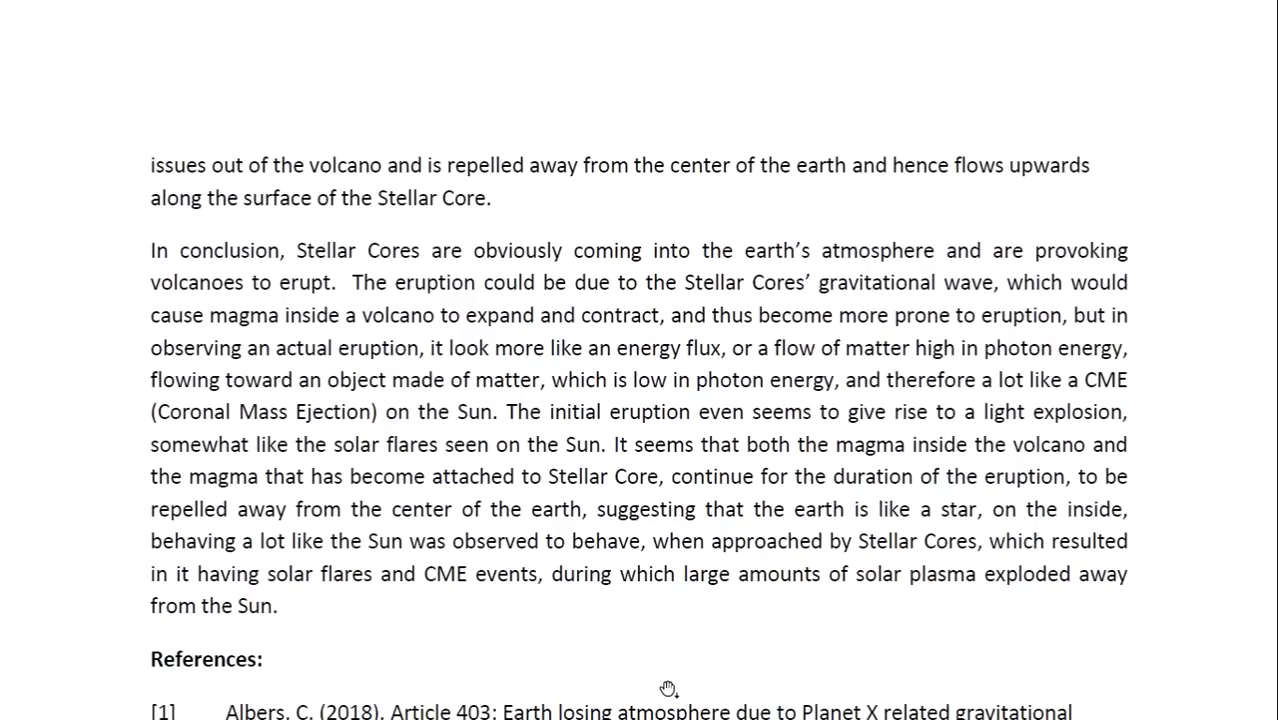 issues out of the volcano and is repelled away from the center of the earth and hence flows upwards
along the surface of the Stellar Core.
In conclusion, Stellar Cores are obviously coming into the earth's atmosphere and are provoking
volcanoes to erupt.  The eruption could be due to the Stellar Cores' gravitational wave, which would
cause magma inside a volcano to expand and contract, and thus become more prone to eruption, but in
observing an actual eruption, it look more like an energy flux, or a flow of matter high in photon energy,
flowing toward an object made of matter, which is low in photon energy, and therefore a lot like a CME
(Coronal Mass Ejection) on the Sun. The initial eruption even seems to give rise to a light explosion,
somewhat like the solar flares seen on the Sun. It seems that both the magma inside the volcano and
the magma that has become attached to Stellar Core, continue for the duration of the eruption, to be
repelled away from the center of the earth, suggesting that the earth is like a star, on the inside,
behaving a lot like the Sun was observed to behave, when approached by Stellar Cores, which resulted
in it having solar flares and CME events, during which large amounts of solar plasma exploded away
from the Sun.
References:
[1] Albers, C. (2018). Article 403: Earth losing atmosphere due to Planet X related gravitational